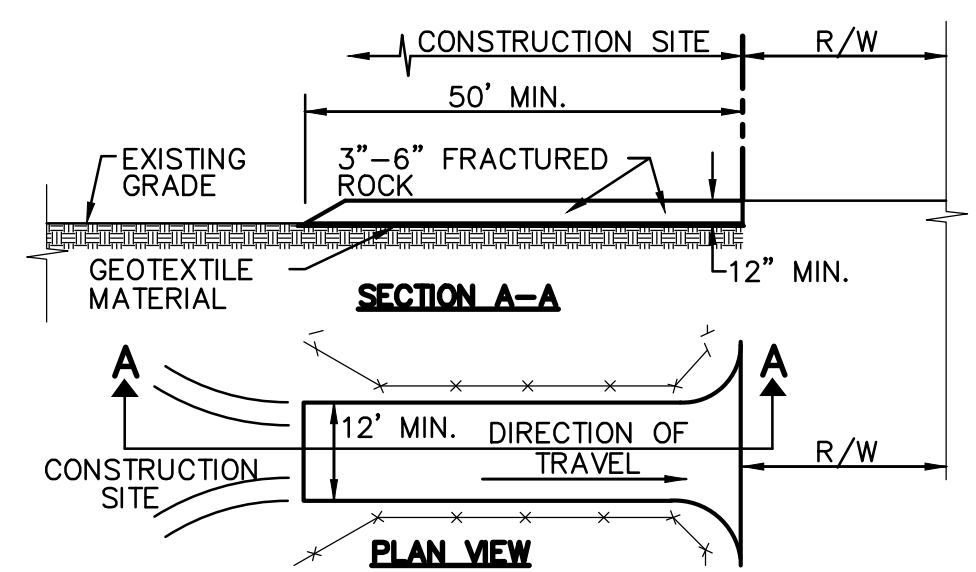 CONSTRUCTION SITE
R/W
50' MIN.
EXISTING
GRADE
3"-6" FRACTURED
ROCK
GEOTEXTILE
MATERIAL
12" MIN.
SECTION A-A
A
A
12' MIN.
DIRECTION OF
TRAVEL
R/W
CONSTRUCTION
SITE
PLAN VIEW